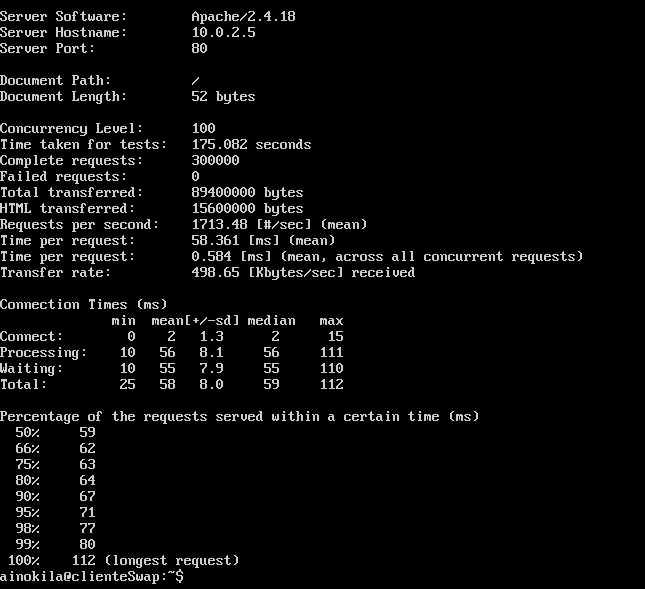 Server Software:        Apache/2.4.18
Server Hostname:        10.0.2.5
Server Port:            80
Document Path:          /
Document Length:        52 bytes
Concurrency Level:      100
Time taken for tests:   175.082 seconds
Complete requests:      300000
Failed requests:        0
Total transferred:      89400000 bytes
HTML transferred:       15600000 bytes
Requests per second:    1713.48 [#/sec] (mean)
Time per request:       58.361 [ms] (mean)
Time per request:       0.584 [ms] (mean, across all concurrent requests)
Transfer rate:          498.65 [Kbytes/sec] received
Connection Times (ms)
              min  mean[+/-sd] median   max
Connect:        0    2   1.3      2      15
Processing:    10   56   8.1     56     111
Waiting:       10   55   7.9     55     110
Total:         25   58   8.0     59     112
Percentage of the requests served within a certain time (ms)
  50%     59
  66%     62
  75%     63
  80%     64
  90%     67
  95%     71
  98%     77
  99%     80
 100%    112 (longest request)
ainokila@clienteSwap:~$